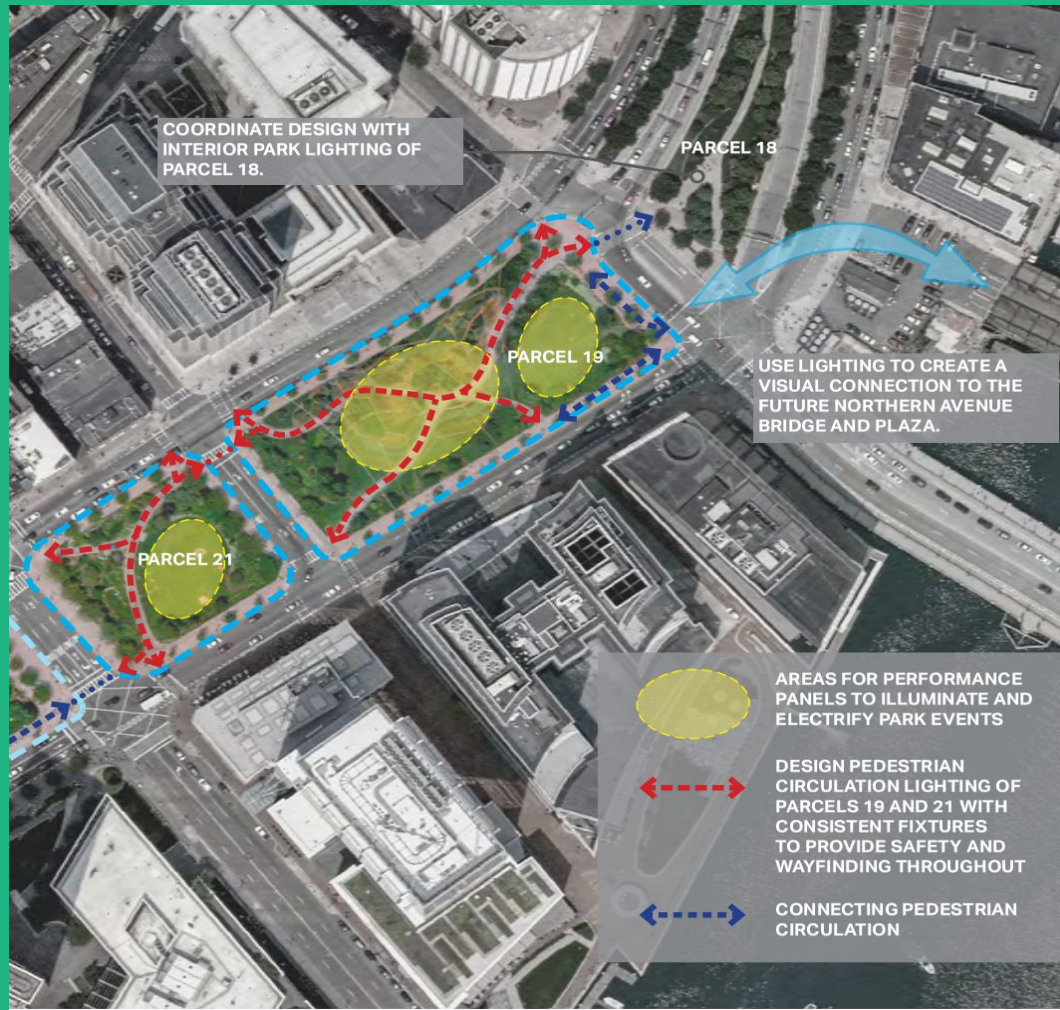 COORDINATE DESIGN WITH
INTERIOR PARK LIGHTING OF
PARCEL 18.
PARCEL 18
PARCEL 19
USE LIGHTING TO CREATE A
VISUAL CONNECTION TO THE
FUTURE NORTHERN AVENUE
BRIDGE AND PLAZA.
PARCEL 21
AREAS FOR PERFORMANCE
PANELS TO ILLUMINATE AND
ELECTRIFY PARK EVENTS
DESIGN PEDESTRIAN
CIRCULATION LIGHTING OF
PARCELS 19 AND 21 WITH
CONSISTENT FIXTURES
TO PROVIDE SAFETY AND
WAYFINDING THROUGHOUT
CONNECTING PEDESTRIAN
CIRCULATION